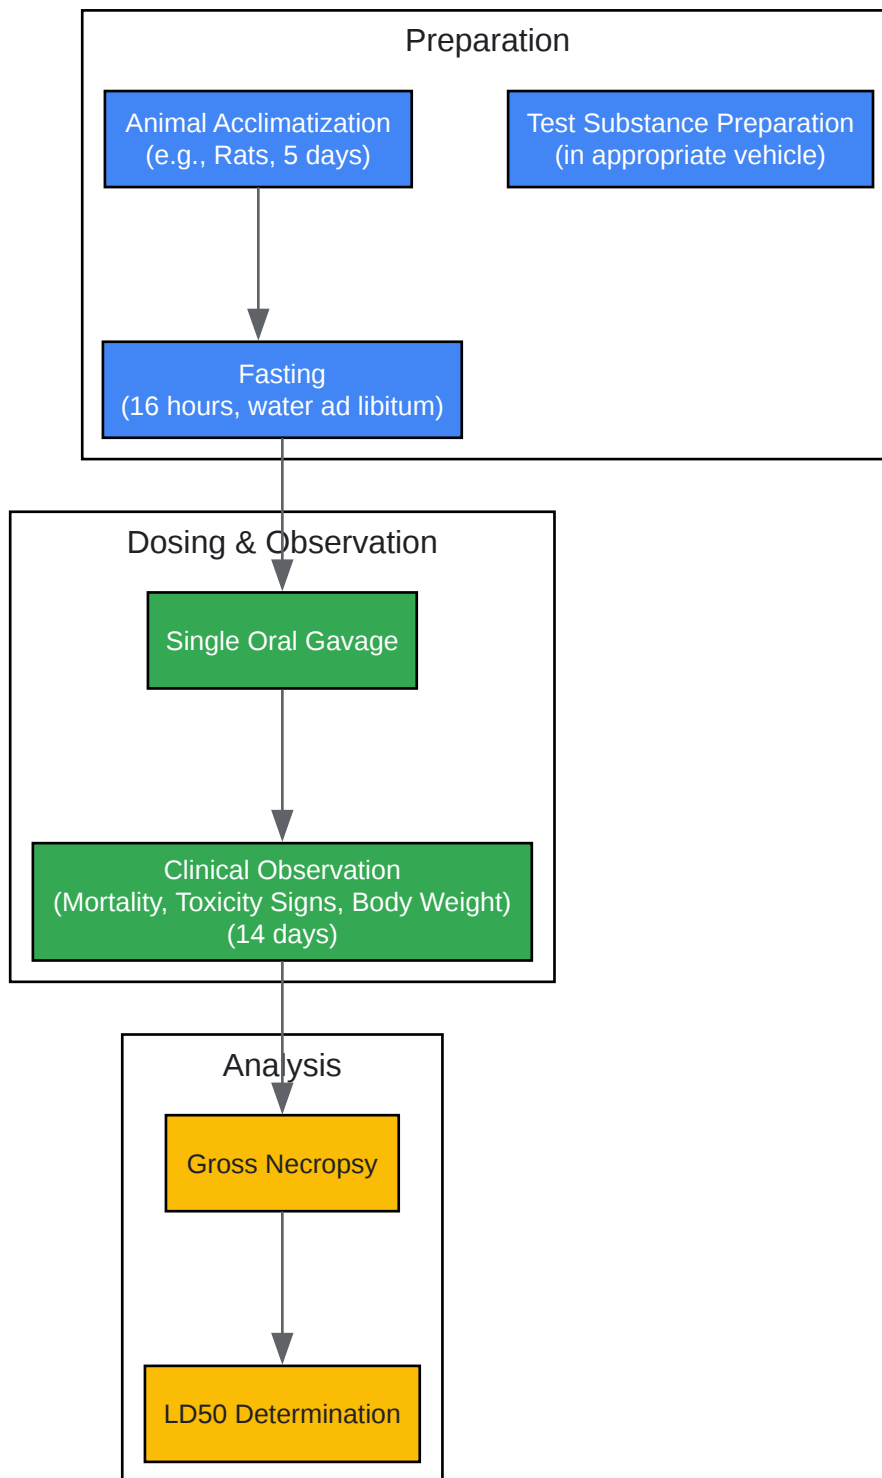 Preparation
Animal Acclimatization
(e.g., Rats, 5 days)
Test Substance Preparation
(in appropriate vehicle)
Fasting
(16 hours, water ad libitum)
Dosing & Observation
Single Oral Gavage
Clinical Observation
(Mortality, Toxicity Signs, Body Weight)
(14 days)
Analysis
Gross Necropsy
LD50 Determination